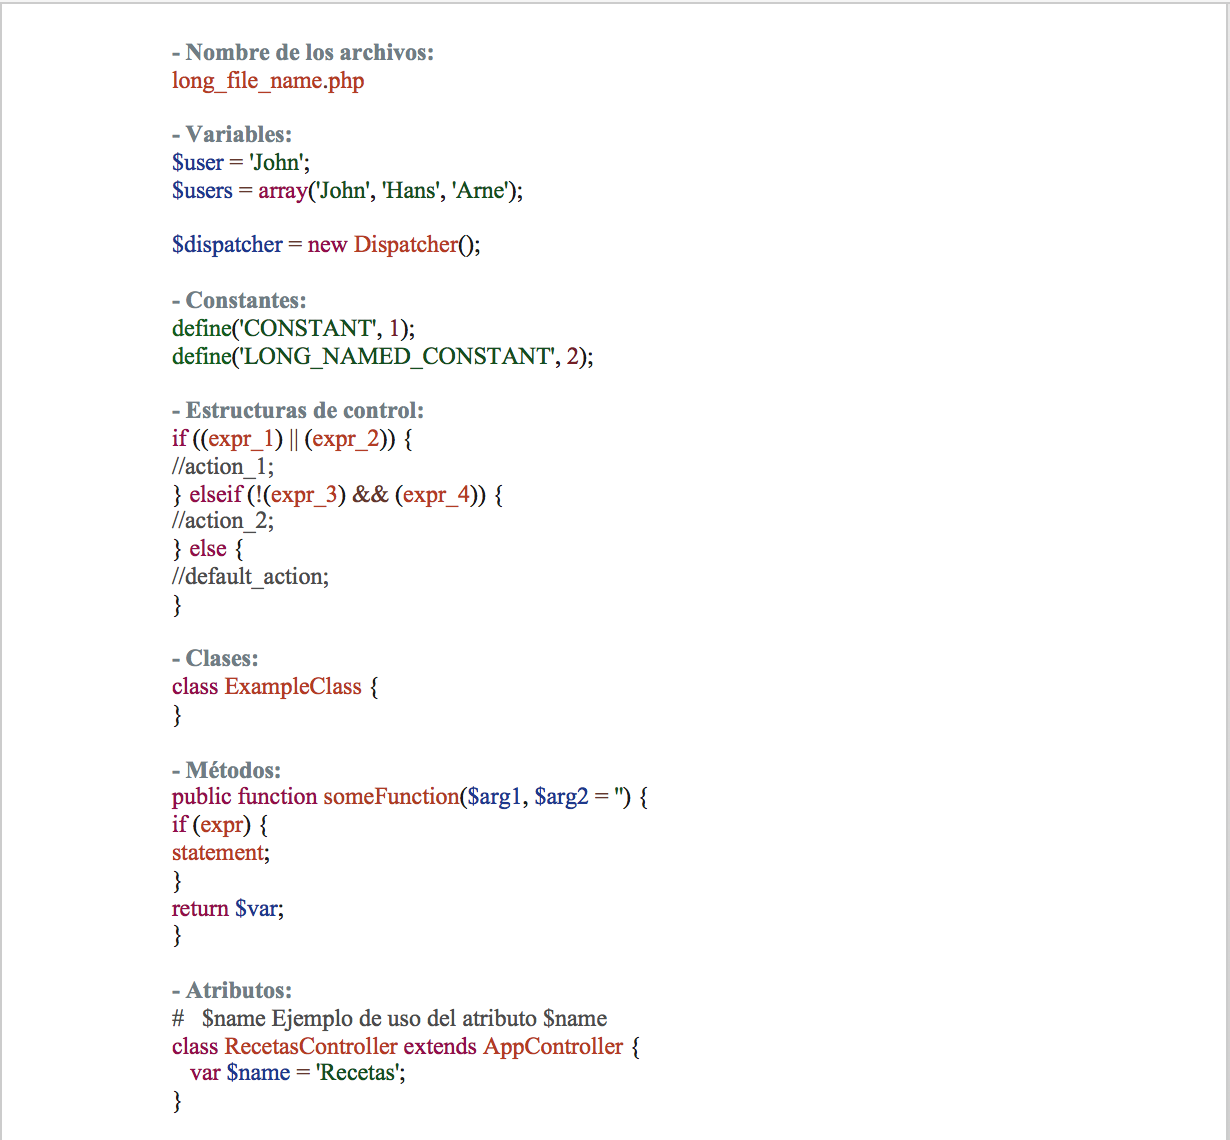 - Nombre de los archivos:
long_file_name.php
- Variables:
$user = 'John';
$users = array('John', 'Hans', 'Arne');
$dispatcher = new Dispatcher();
- Constantes:
define('CONSTANT', 1);
define('LONG_NAMED_CONSTANT', 2);
- Estructuras de control:
if ((expr_1) || (expr_2)) {
//action_1;
} elseif (!(expr_3) && (expr_4)) {
//action_2;
} else {
//default_action;
}
- Clases:
class ExampleClass {
}
- Métodos:
public function someFunction($arg1, $arg2 = '') {
if (expr) {
statement;
}
return $var;
}
- Atributos:
#   $name Ejemplo de uso del atributo $name
class RecetasController extends AppController {
   var $name = 'Recetas';
}